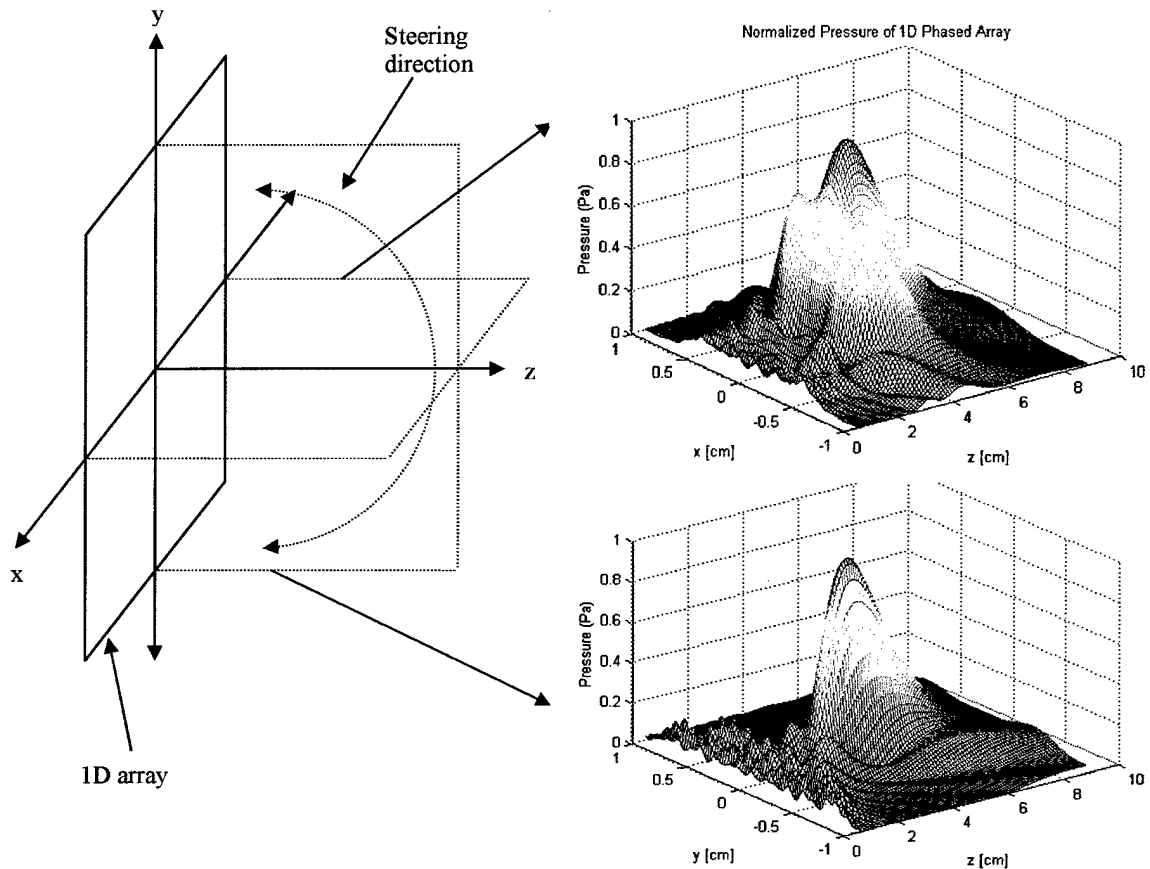 y
Steering
direction
z
x
1D array
Normalized Pressure of 1D Phased Array
Pressure (Pa)
1
0.8
0.6
0.4
0.2
0
1
0.5
0
-0.5
-1
x [cm]
0
2
4
6
8
10
z [cm]
Pressure (Pa)
1
0.8
0.6
0.4
0.2
0
1
0.5
0
-0.5
-1
y [cm]
0
2
4
6
8
10
z [cm]